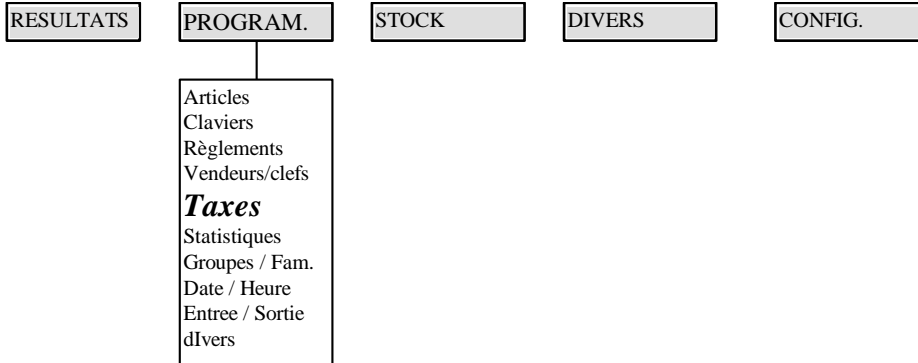 RESULTATS PROGRAM. STOCK DIVERS CONFIG.
Articles
Claviers
Règlements
Vendeurs/clefs
Taxes
Statistiques
Groupes / Fam.
Date / Heure
Entree / Sortie
dIvers